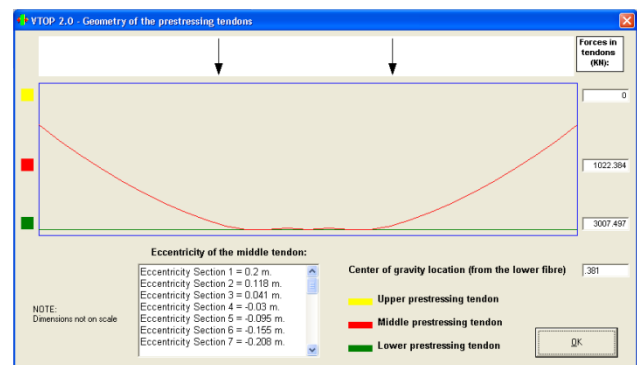 VTOP 2.0 - Geometry of the prestressing tendons
Forces in
tendons
(KN):
0
1022.384
3007.497
Eccentricity of the middle tendon:
Eccentricity Section 1 = 0.2 m.
Eccentricity Section 2 = 0.118 m.
Eccentricity Section 3 = 0.041 m.
Eccentricity Section 4 = -0.03 m.
Eccentricity Section 5 = -0.095 m.
Eccentricity Section 6 = -0.155 m.
Eccentricity Section 7 = -0.208 m.
NOTE:
Dimensions not on scale
Center of gravity location (from the lower fibre)
.381
Upper prestressing tendon
Middle prestressing tendon
Lower prestressing tendon
OK